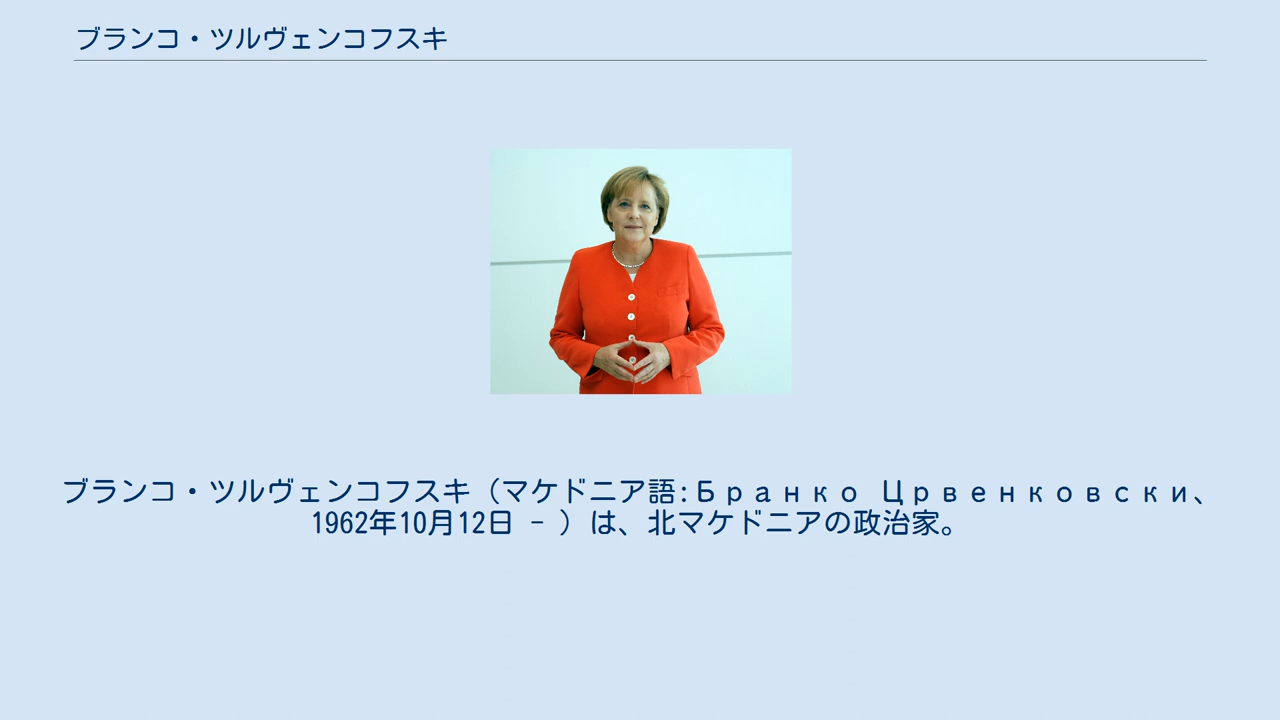 ブランコ・ツルヴェンコフスキ
ブランコ・ツルヴェンコフスキ（マケドニア語:Бранко Црвенковски、
1962年10月12日 - ）は、北マケドニアの政治家。